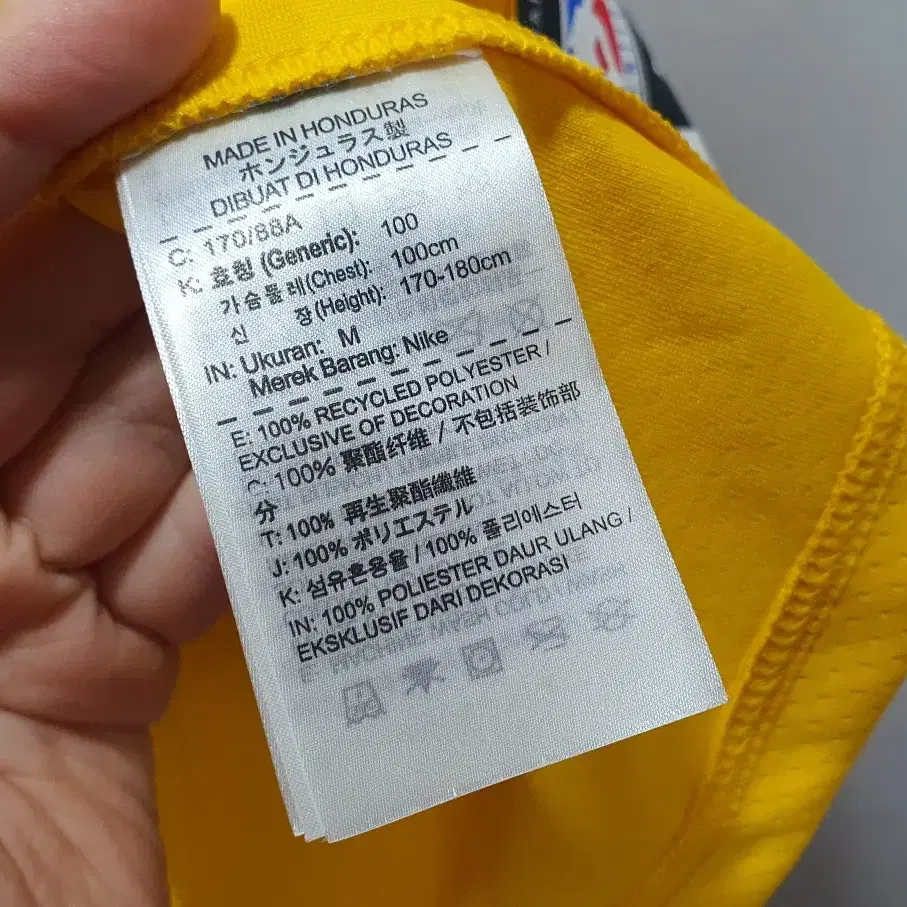 MADE IN HONDURAS
ホンジュラス製
DIBUAT DI HONDURAS
C: 170/88A
K: 호칭 (Generic): 100
가슴둘레(Chest): 100cm
신 장(Height): 170-180cm
IN: Ukuran: M
Merek Barang: Nike
E: 100% RECYCLED POLYESTER /
EXCLUSIVE OF DECORATION
C: 100% 聚酯纤维 / 不包括装饰部
分
T: 100% 再生聚酯纖維
J: 100% ポリエステル
K: 섬유혼용율 / 100% 폴리에스터
IN: 100% POLIESTER DAUR ULANG /
EKSKLUSIF DARI DEKORASI